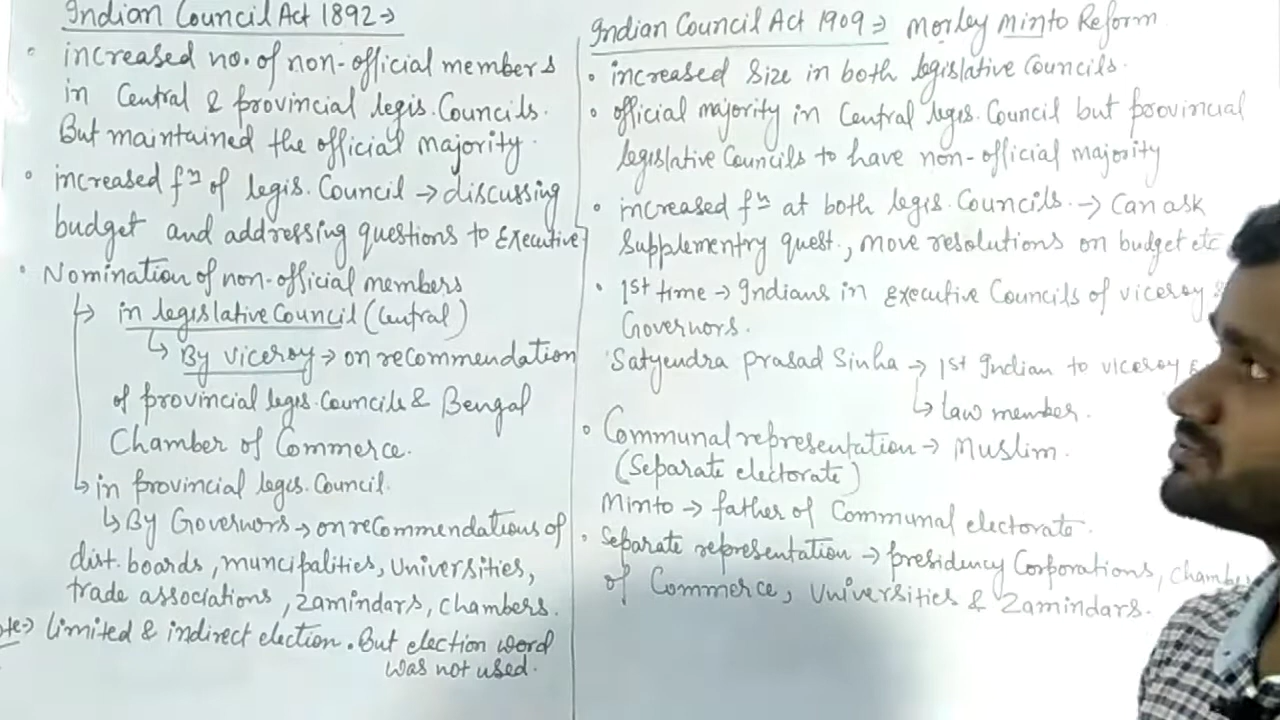 Indian Council Act 1892→
• increased no. of non-official members
in Central & provincial legis. Councils.
But maintained the official majority.
• increased fⁿ of legis. Council → discussing
budget and addressing questions to Executive
• Nomination of non-official members
↳ in legislative Council (Central)
↳ By viceroy → on recommendation
of provincial legis. Councils & Bengal
Chamber of Commerce.
↳ in provincial legis. Council.
↳ By Governors → on recommendations of
dist. boards, muncipalities, Universities,
trade associations, zamindars, chambers.
limited & indirect election. But election word
was not used.
Indian Council Act 1909 → Morley Minto Reform
• increased Size in both legislative Councils.
• official majority in Central legis. Council but provincial
legislative Councils to have non-official majority
• increased fⁿ at both legis. Councils. → Can ask
Supplementry quest., move resolutions on budget etc
• 1st time → Indians in executive Councils of viceroy
Governors.
Satyendra prasad Sinha → 1st Indian to viceroy
↳ law member.
• Communal representation → Muslim.
(Separate electorate)
Minto → father of Communal electorate.
• Separate representation → presidency Corporations,
of Commerce, Universities & Zamindars.